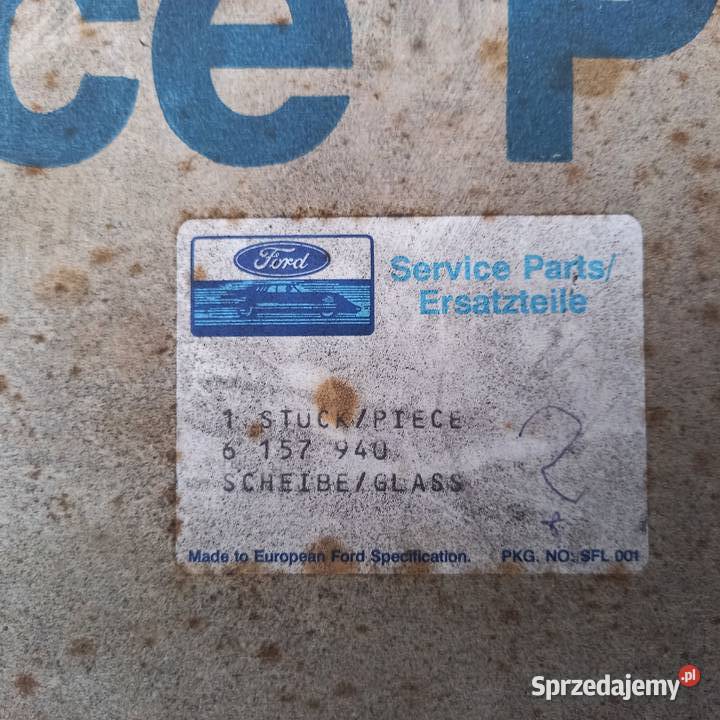 ce P
Ford
Service Parts/
Ersatzteile
1 STUCK/PIECE
6 157 940
SCHEIBE/GLASS
2
Made to European Ford Specification. PKG. NO: SFL 001
Sprzedajemy.pl